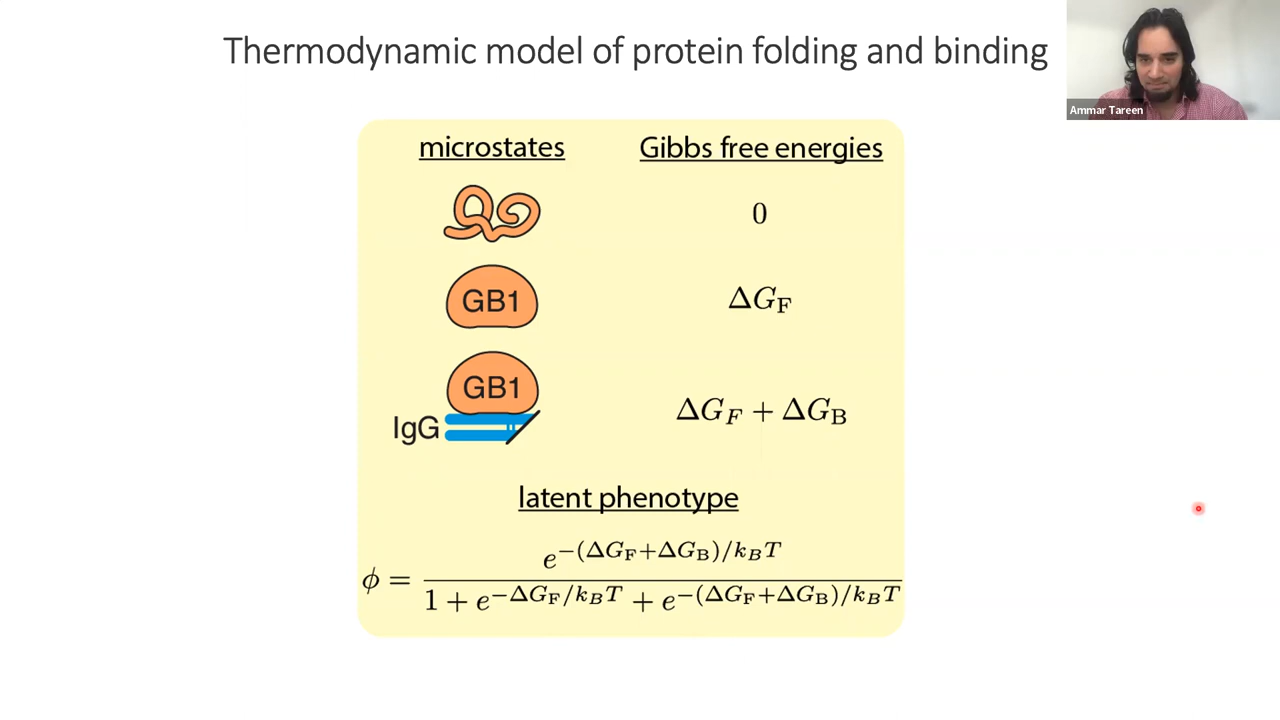 Thermodynamic model of protein folding and binding
Ammar Tareen
microstates Gibbs free energies
0
GB1 ΔG_F
GB1
IgG ΔG_F + ΔG_B
latent phenotype
ϕ = e^{−(ΔG_F+ΔG_B)/k_BT} / (1 + e^{−ΔG_F/k_BT} + e^{−(ΔG_F+ΔG_B)/k_BT})